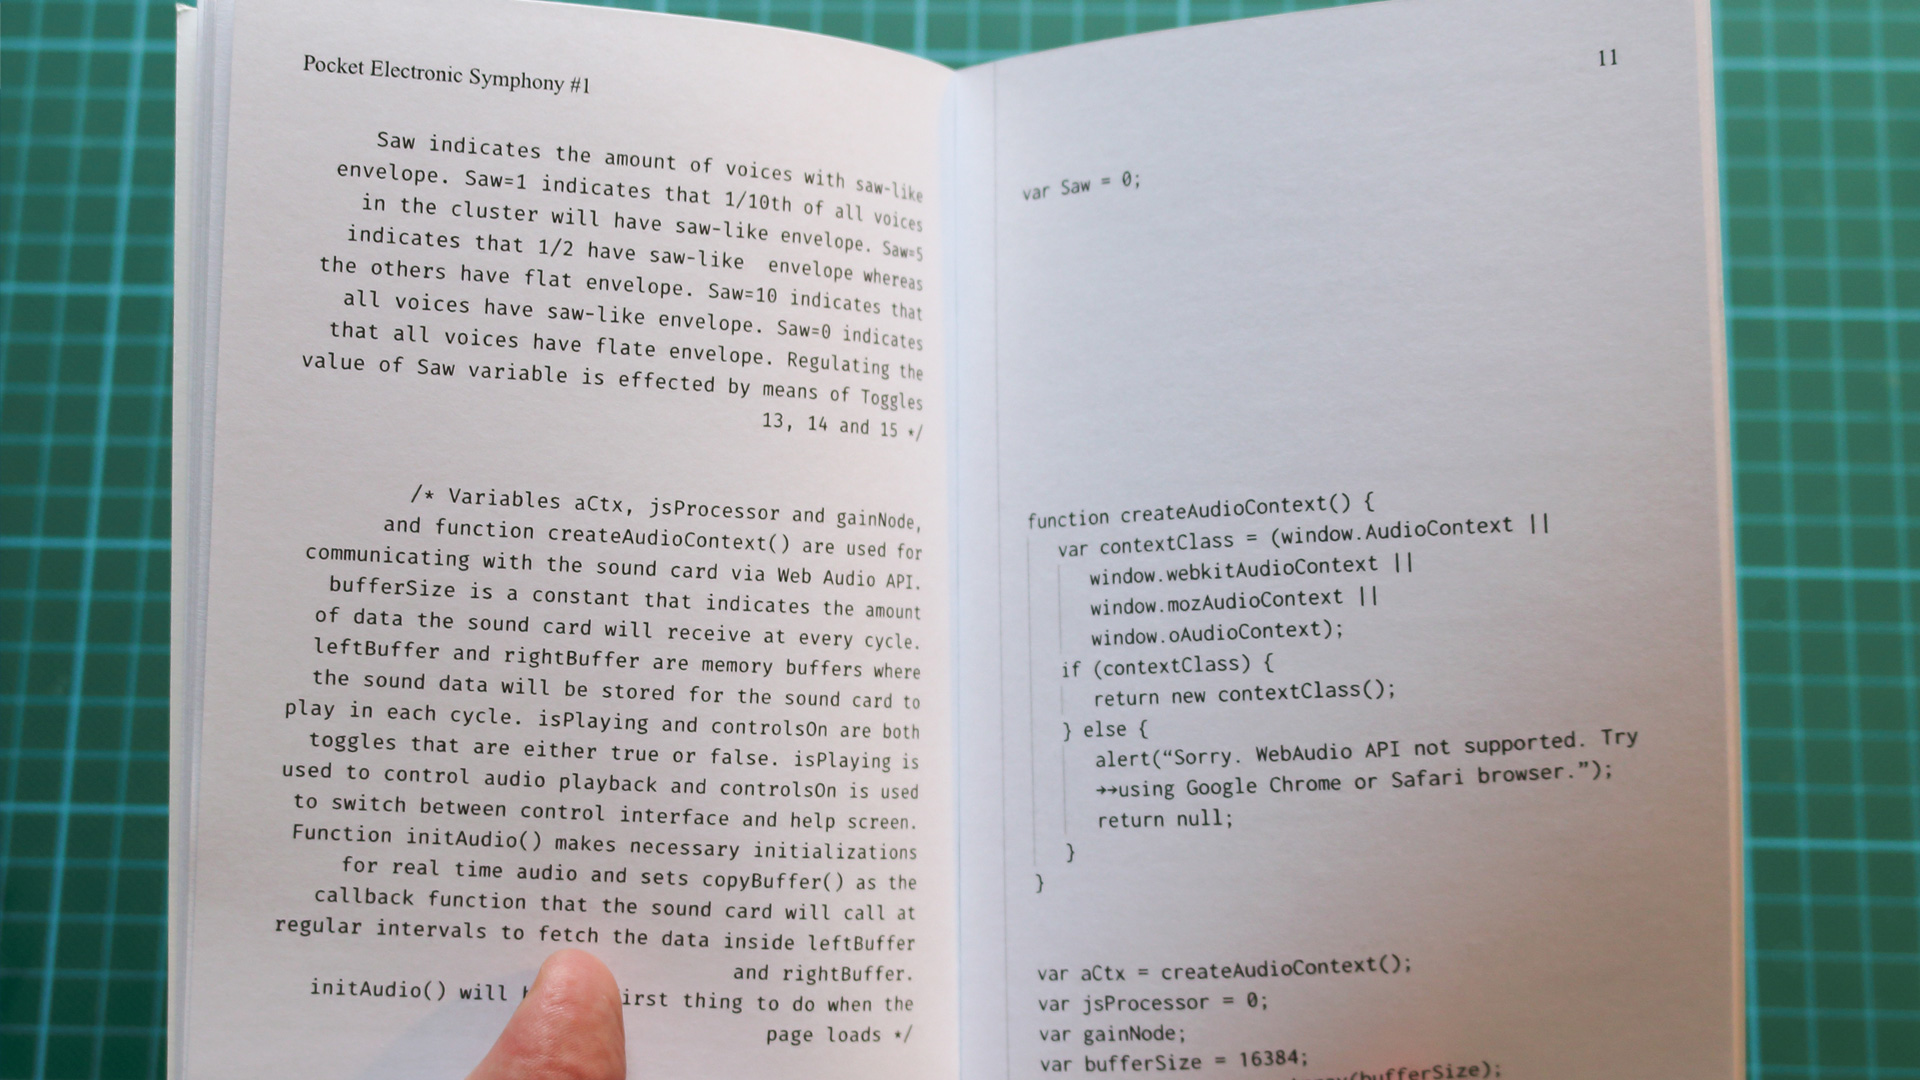 Pocket Electronic Symphony #1
Saw indicates the amount of voices with saw-like
envelope. Saw=1 indicates that 1/10th of all voices
in the cluster will have saw-like envelope. Saw=5
indicates that 1/2 have saw-like  envelope whereas
the others have flat envelope. Saw=10 indicates that
all voices have saw-like envelope. Saw=0 indicates
that all voices have flate envelope. Regulating the
value of Saw variable is effected by means of Toggles
13, 14 and 15 */
/* Variables aCtx, jsProcessor and gainNode,
and function createAudioContext() are used for
communicating with the sound card via Web Audio API.
bufferSize is a constant that indicates the amount
of data the sound card will receive at every cycle.
leftBuffer and rightBuffer are memory buffers where
the sound data will be stored for the sound card to
play in each cycle. isPlaying and controlsOn are both
toggles that are either true or false. isPlaying is
used to control audio playback and controlsOn is used
to switch between control interface and help screen.
Function initAudio() makes necessary initializations
for real time audio and sets copyBuffer() as the
callback function that the sound card will call at
regular intervals to fetch the data inside leftBuffer
and rightBuffer.
initAudio() will thing to do when the
page loads */
11
var Saw = 0;
function createAudioContext() {
var contextClass = (window.AudioContext ||
window.webkitAudioContext ||
window.mozAudioContext ||
window.oAudioContext);
if (contextClass) {
return new contextClass();
} else {
alert(“Sorry. WebAudio API not supported. Try
→→using Google Chrome or Safari browser.”);
return null;
}
}
var aCtx = createAudioContext();
var jsProcessor = 0;
var gainNode;
var bufferSize = 16384;
(bufferSize);